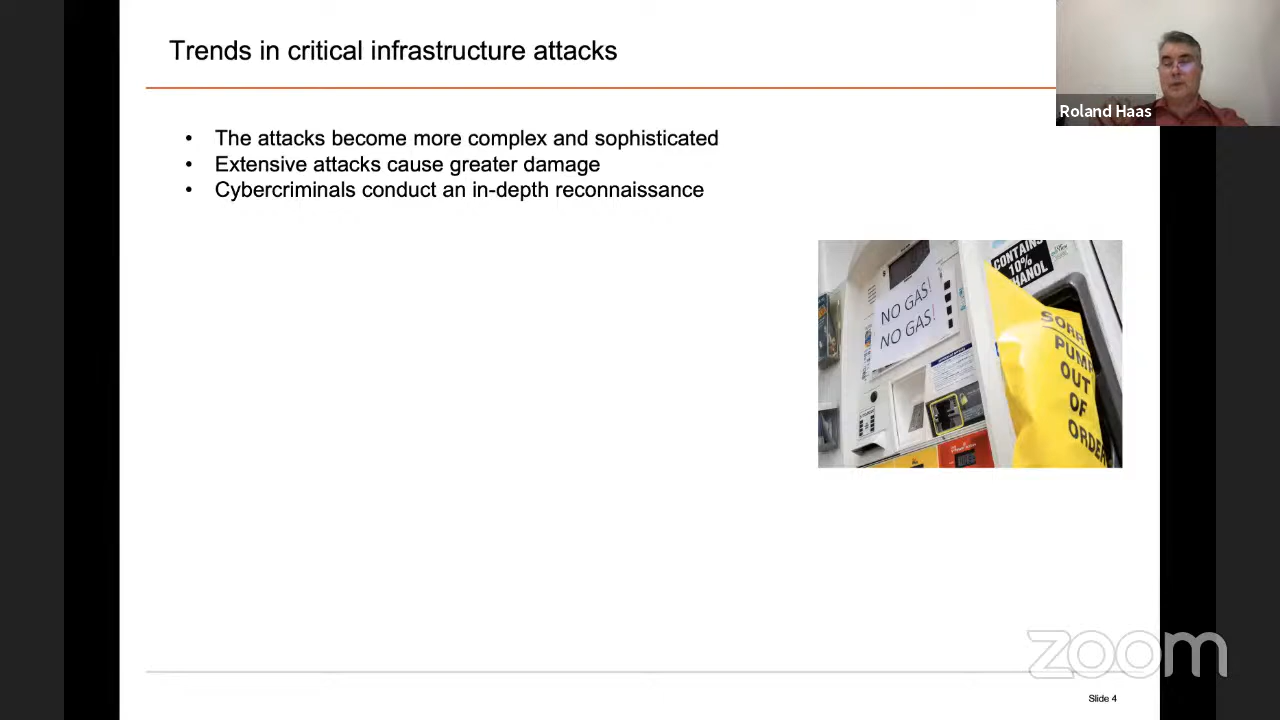 Trends in critical infrastructure attacks
Roland Haas
• The attacks become more complex and sophisticated
• Extensive attacks cause greater damage
• Cybercriminals conduct an in-depth reconnaissance
CONTAINS
10%
NO GAS!
NO GAS!
PUMP
OUT
OF
ORDER
zoom
Slide 4